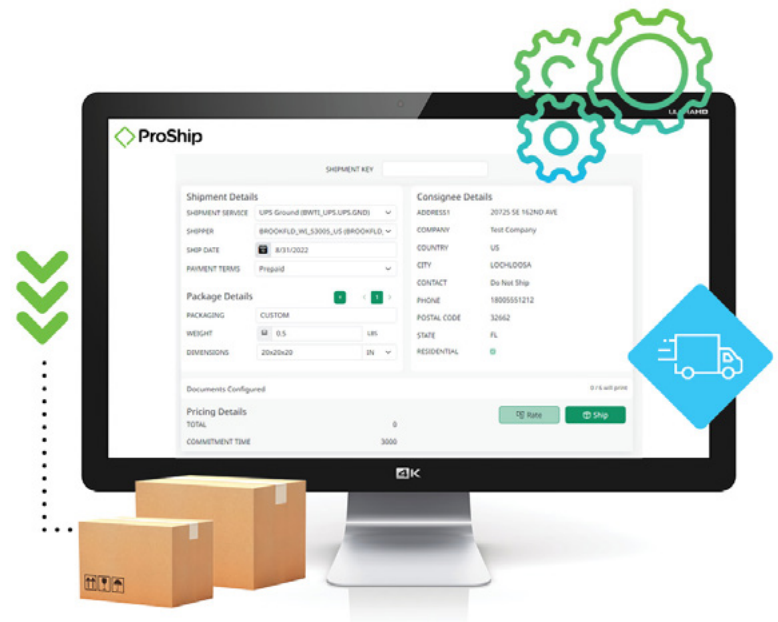 ProShip
SHIPMENT KEY
Shipment Details
SHIPMENT SERVICE UPS Ground (BWTI_UPS.UPS.GND)
SHIPPER BROOKFLD_WI_53005_US (BROOKFLD_
SHIP DATE 8/31/2022
PAYMENT TERMS Prepaid
Package Details
1
PACKAGING CUSTOM
WEIGHT 0.5 LBS
DIMENSIONS 20x20x20 IN
Consignee Details
ADDRESS1 20725 SE 162ND AVE
COMPANY Test Company
COUNTRY US
CITY LOCHLOOSA
CONTACT Do Not Ship
PHONE 18005551212
POSTAL CODE 32662
STATE FL
RESIDENTIAL
Documents Configured 0 / 6 will print
Pricing Details
TOTAL 0
COMMITMENT TIME 3000
Rate Ship
4K